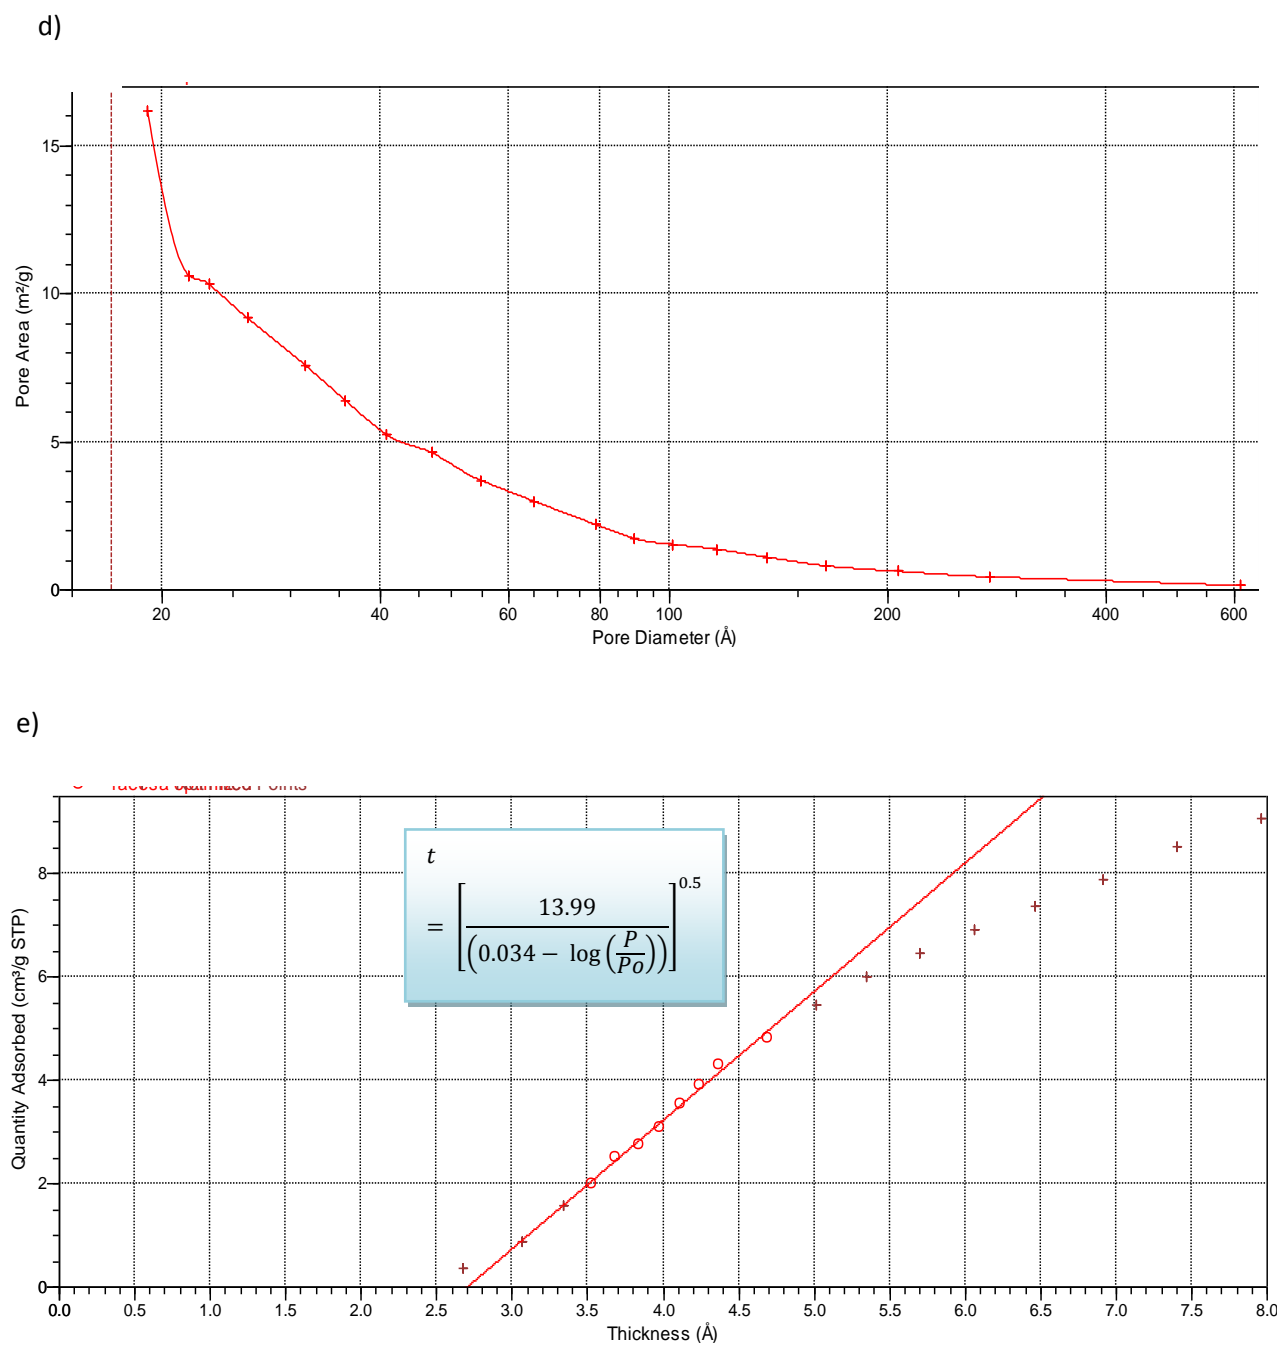 d)
Pore Area (m²/g)
15
10
5
0
20 40 60 80 100 200 400 600
Pore Diameter (Å)
e)
Points
t
= [13.99 / (0.034 − log(P/Po))]^0.5
Quantity Adsorbed (cm³/g STP)
8
6
4
2
0
0.0 0.5 1.0 1.5 2.0 2.5 3.0 3.5 4.0 4.5 5.0 5.5 6.0 6.5 7.0 7.5 8.0
Thickness (Å)